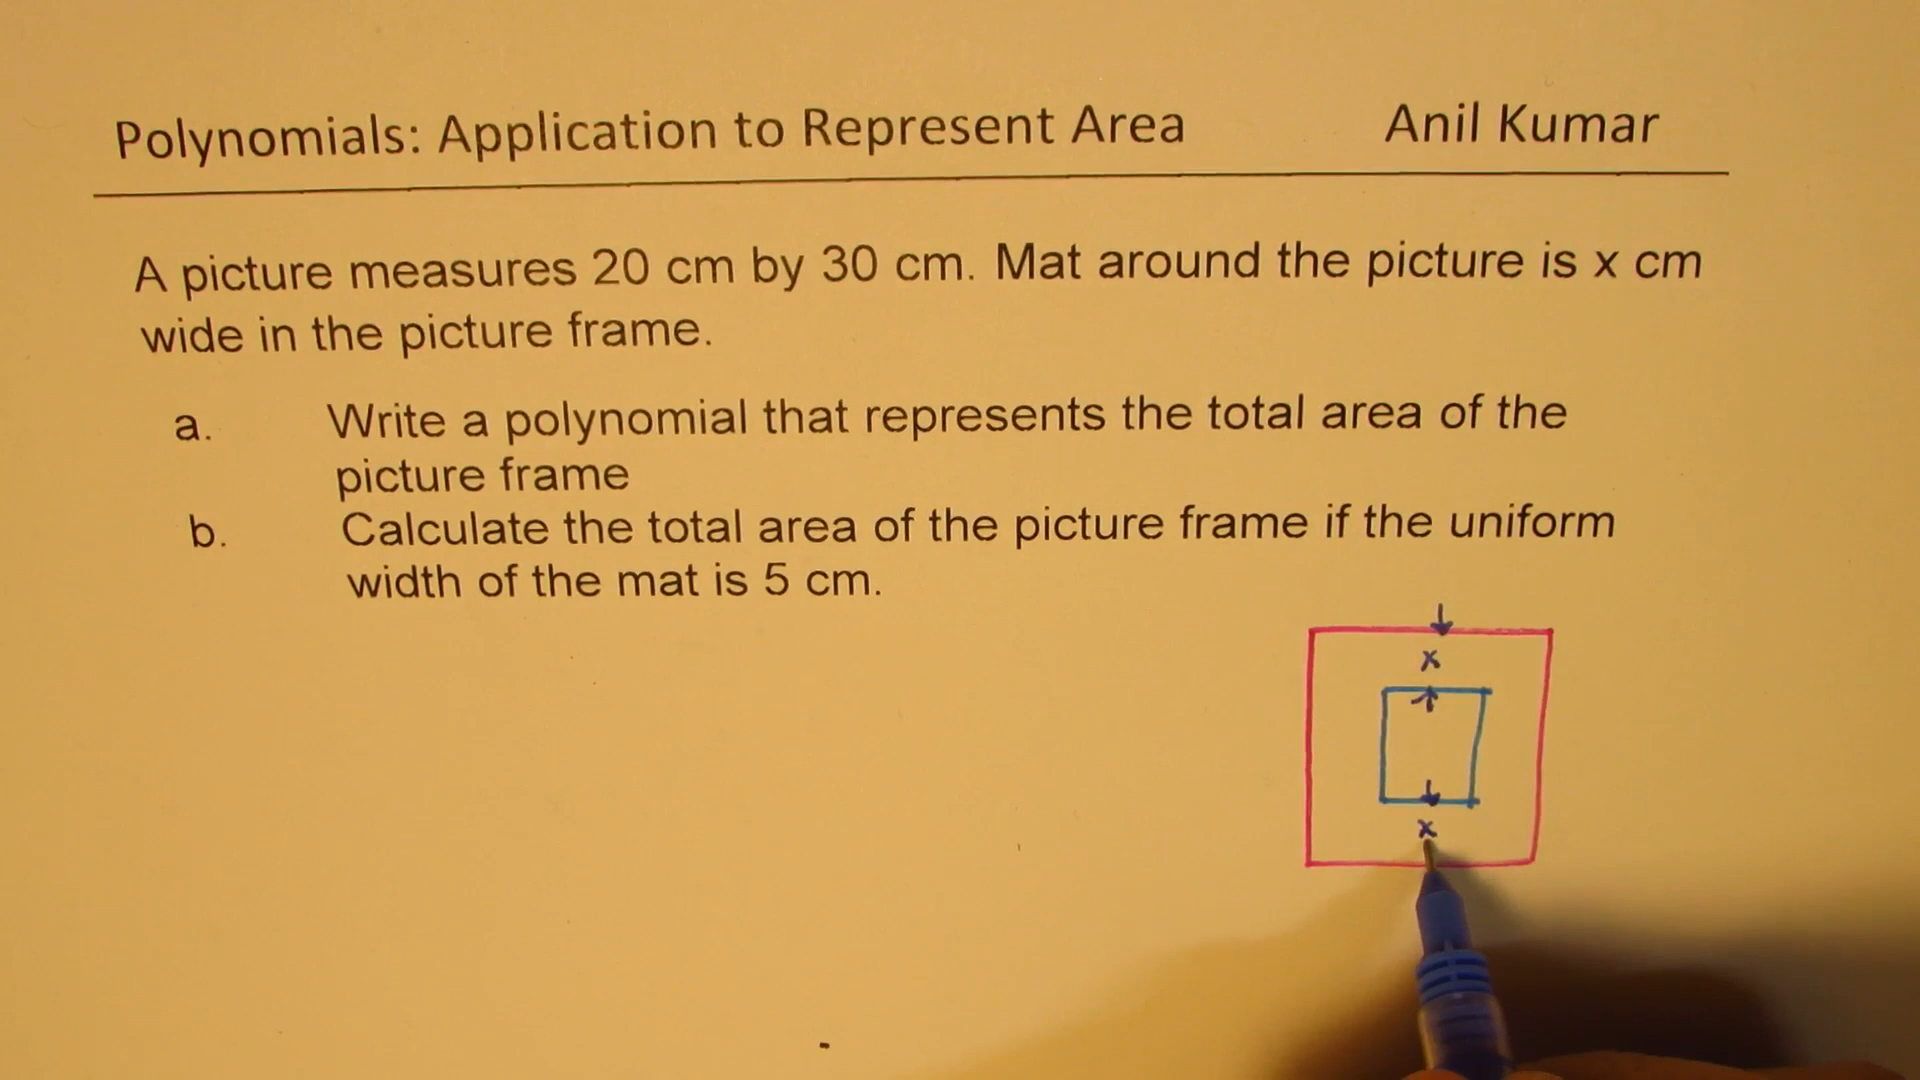 Polynomials: Application to Represent Area Anil Kumar
A picture measures 20 cm by 30 cm. Mat around the picture is x cm
wide in the picture frame.
a. Write a polynomial that represents the total area of the
picture frame
b. Calculate the total area of the picture frame if the uniform
width of the mat is 5 cm.
x
x